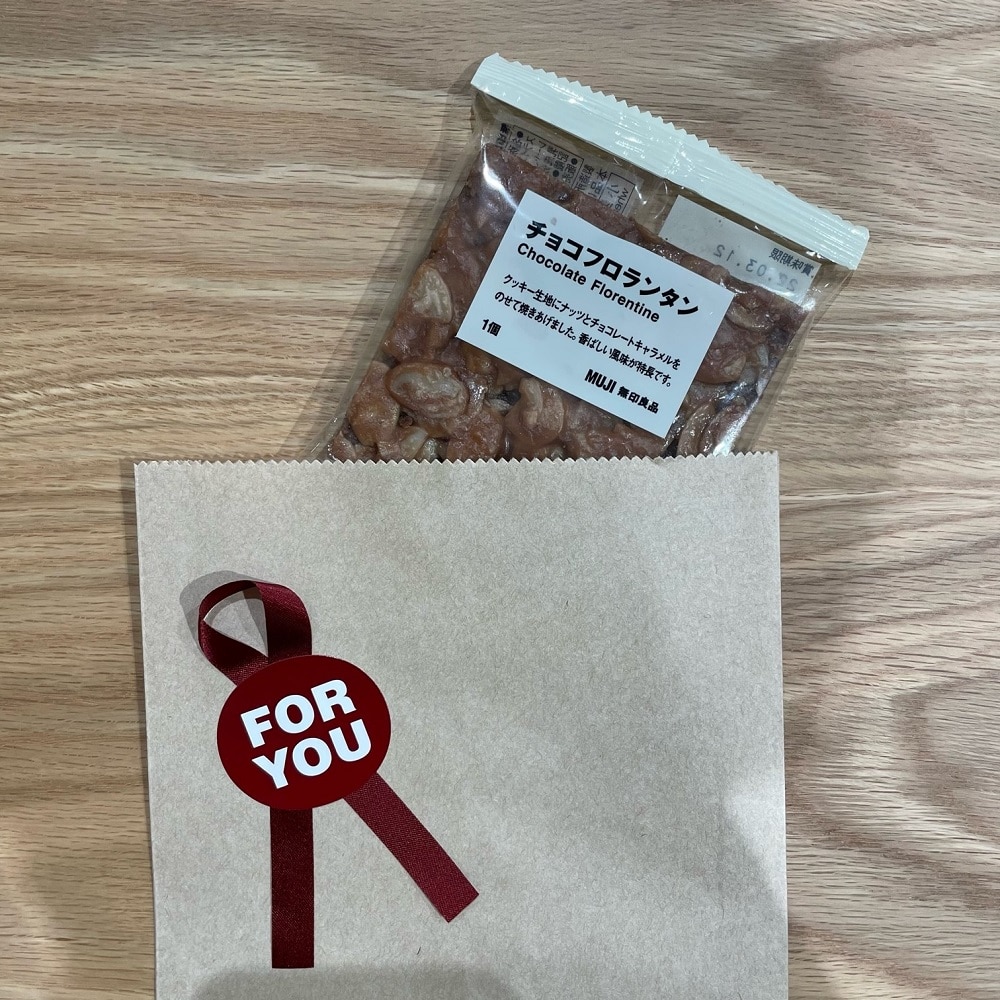 チョコフロランタン
Chocolate Florentine
クッキー生地にナッツとチョコレートキャラメルを
のせて焼きあげました。香ばしい風味が特長です。
1個
MUJI 無印良品
賞味期限
FOR
YOU